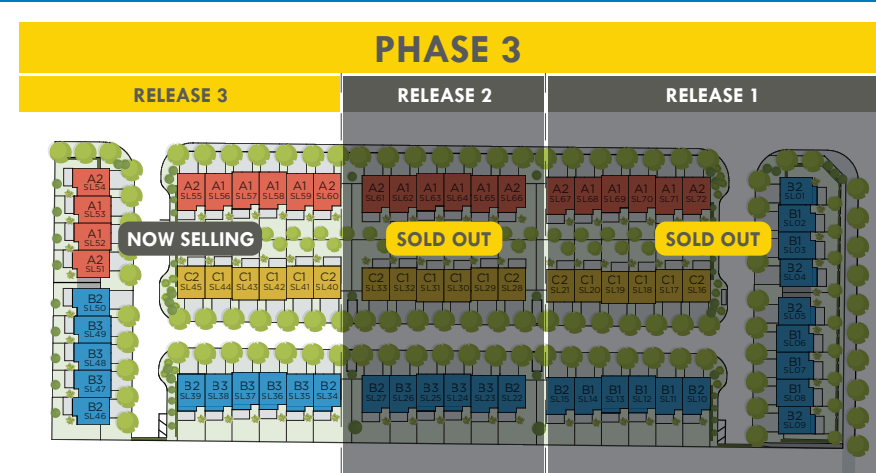 PHASE 3
RELEASE 3
RELEASE 2
RELEASE 1
A2
SL54
A1
SL53
A1
SL52
A2
SL51
B2
SL50
B3
SL49
B3
SL48
B3
SL47
B2
SL46
A2 A1 A1 A1 A1 A2
SL55 SL56 SL57 SL58 SL59 SL60
A2 A1 A1 A1 A1 A2
SL61 SL62 SL63 SL64 SL65 SL66
A2 A1 A1 A1 A1 A2
SL67 SL68 SL69 SL70 SL71 SL72
NOW SELLING
SOLD OUT
SOLD OUT
C2 C1 C1 C1 C1 C2
SL45 SL44 SL43 SL42 SL41 SL40
C2 C1 C1 C1 C1 C2
SL33 SL32 SL31 SL30 SL29 SL28
C2 C1 C1 C1 C1 C2
SL21 SL20 SL19 SL18 SL17 SL16
B2 B3 B3 B3 B3 B2
SL39 SL38 SL37 SL36 SL35 SL34
B2 B3 B3 B3 B3 B2
SL27 SL26 SL25 SL24 SL23 SL22
B2 B1 B1 B1 B1 B2
SL15 SL14 SL13 SL12 SL11 SL10
B2
SL01
B1
SL02
B1
SL03
B2
SL04
B2
SL05
B1
SL06
B1
SL07
B1
SL08
B2
SL09